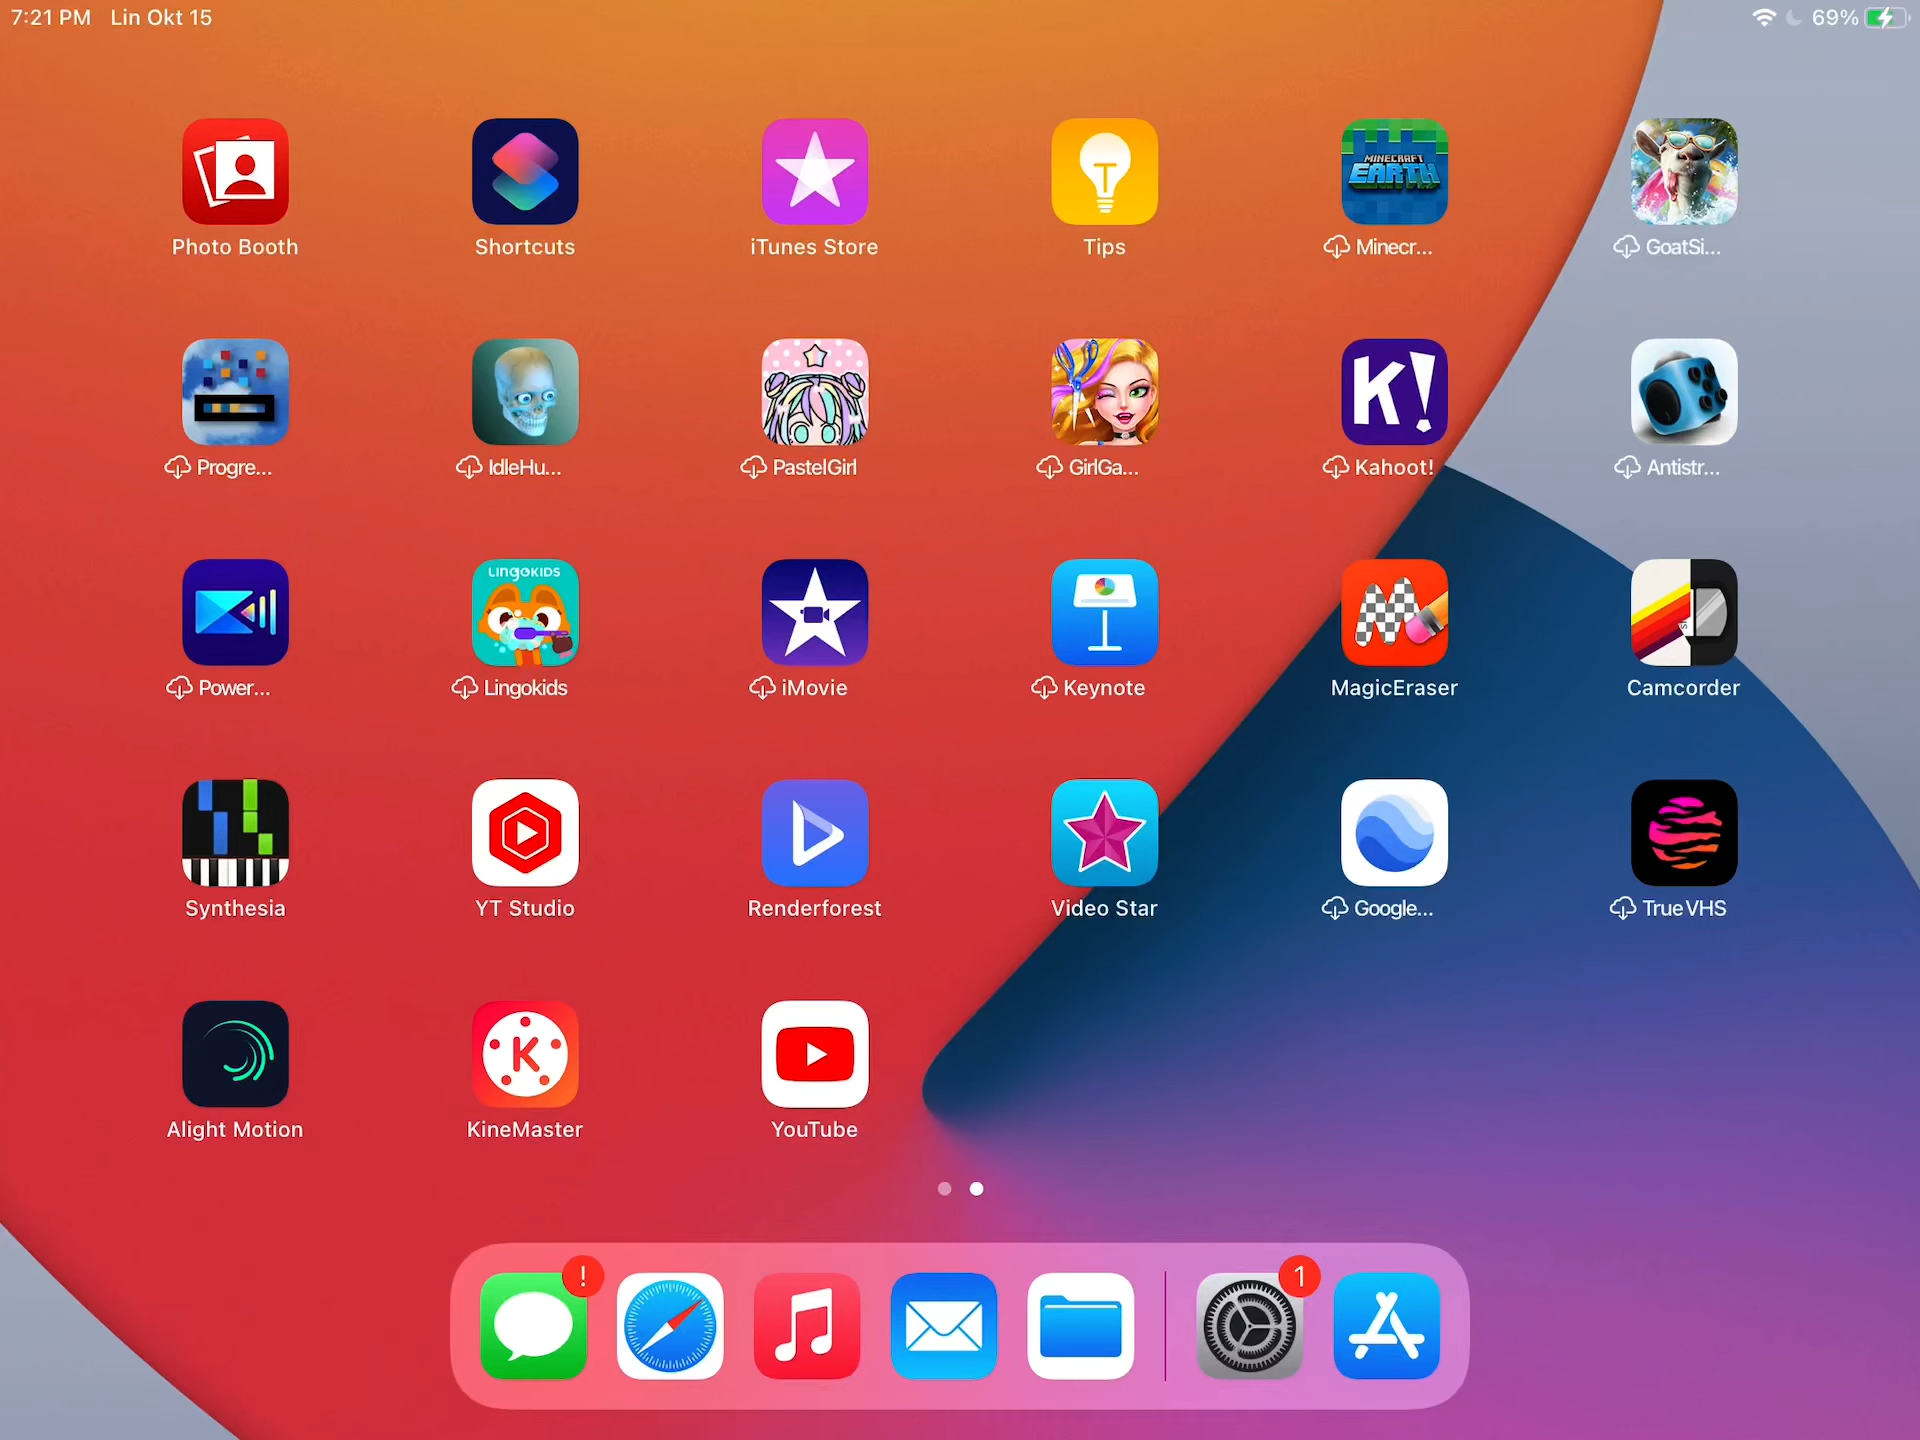 7:21 PM Lin Okt 15
69%
MINECRAFT
EARTH
Photo Booth
Shortcuts
iTunes Store
Tips
Minecr...
GoatSi...
K!
Progre...
IdleHu...
PastelGirl
GirlGa...
Kahoot!
Antistr...
LINGOKIDS
Power...
Lingokids
iMovie
Keynote
MagicEraser
Camcorder
Synthesia
YT Studio
Renderforest
Video Star
Google...
True VHS
K
Alight Motion
KineMaster
YouTube
!
1